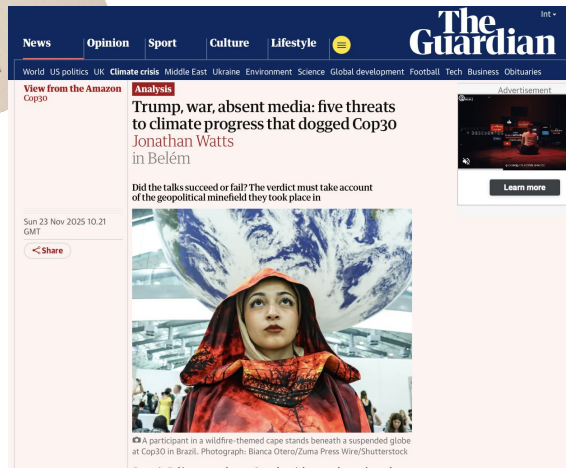 Int
The
Guardian
News Opinion Sport Culture Lifestyle
World US politics UK Climate crisis Middle East Ukraine Environment Science Global development Football Tech Business Obituaries
View from the Amazon
Cop30
Analysis
Trump, war, absent media: five threats
to climate progress that dogged Cop30
Jonathan Watts
in Belém
Did the talks succeed or fail? The verdict must take account
of the geopolitical minefield they took place in
Sun 23 Nov 2025 10.21
GMT
Share
A participant in a wildfire-themed cape stands beneath a suspended globe
at Cop30 in Brazil. Photograph: Bianca Otero/Zuma Press Wire/Shutterstock
Advertisement
Learn more